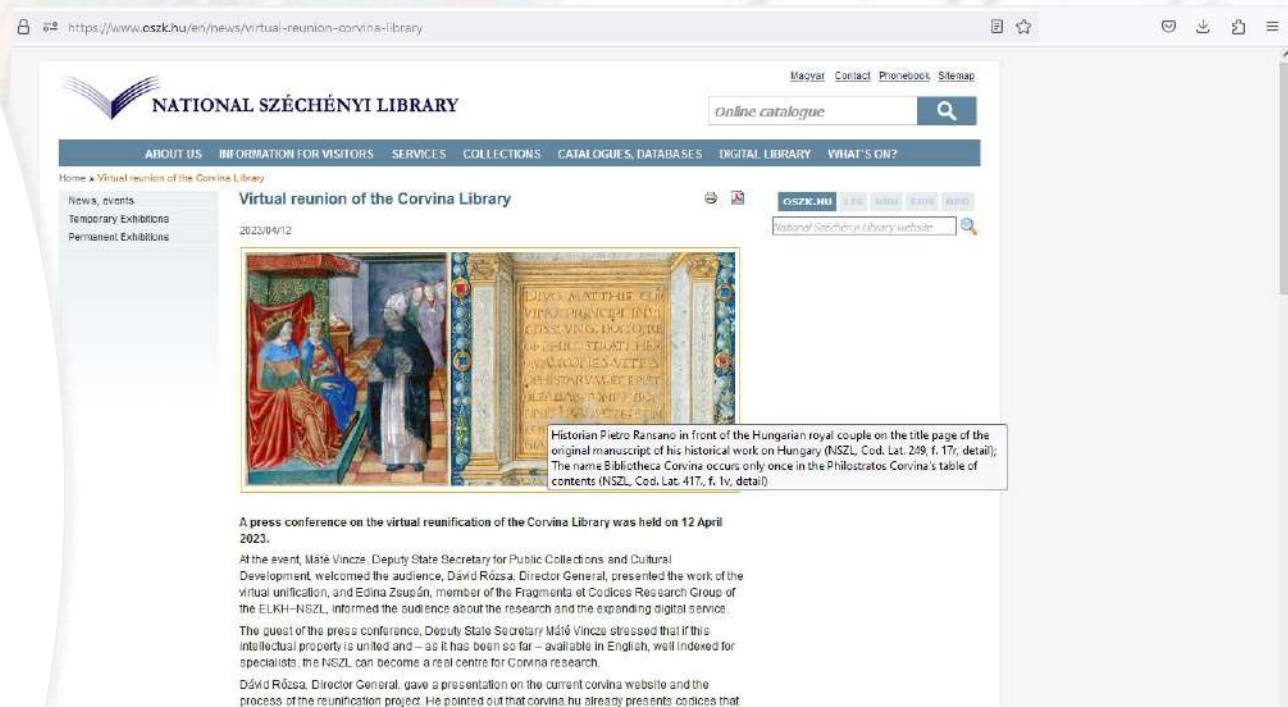 https://www.oszk.hu/en/news/virtual-reunion-corvina-library
Magyar Contact Phonebook Sitemap
NATIONAL SZÉCHÉNYI LIBRARY
Online catalogue
ABOUT US INFORMATION FOR VISITORS SERVICES COLLECTIONS CATALOGUES, DATABASES DIGITAL LIBRARY WHAT'S ON?
Home » Virtual reunion of the Corvina Library
News, events
Temporary Exhibitions
Permanent Exhibitions
Virtual reunion of the Corvina Library
2023/04/12
OSZK.HU
National Széchényi Library website
DIVO MATTHIE
Historian Pietro Ransano in front of the Hungarian royal couple on the title page of the
original manuscript of his historical work on Hungary (NSZL, Cod. Lat. 249, f. 17r, detail);
The name Bibliotheca Corvina occurs only once in the Philostratos Corvina's table of
contents (NSZL, Cod. Lat. 417., f. 1v, detail)
A press conference on the virtual reunification of the Corvina Library was held on 12 April
2023.
At the event, Máté Vincze, Deputy State Secretary for Public Collections and Cultural
Development, welcomed the audience, Dávid Rózsa, Director General, presented the work of the
virtual unification, and Edina Zsupán, member of the Fragmenta et Codices Research Group of
the ELKH–NSZL, informed the audience about the research and the expanding digital service.
The guest of the press conference, Deputy State Secretary Máté Vincze stressed that if this
intellectual property is united and – as it has been so far – available in English, well indexed for
specialists, the NSZL can become a real centre for Corvina research.
Dávid Rózsa, Director General, gave a presentation on the current corvina website and the
process of the reunification project. He pointed out that corvina.hu already presents codices that